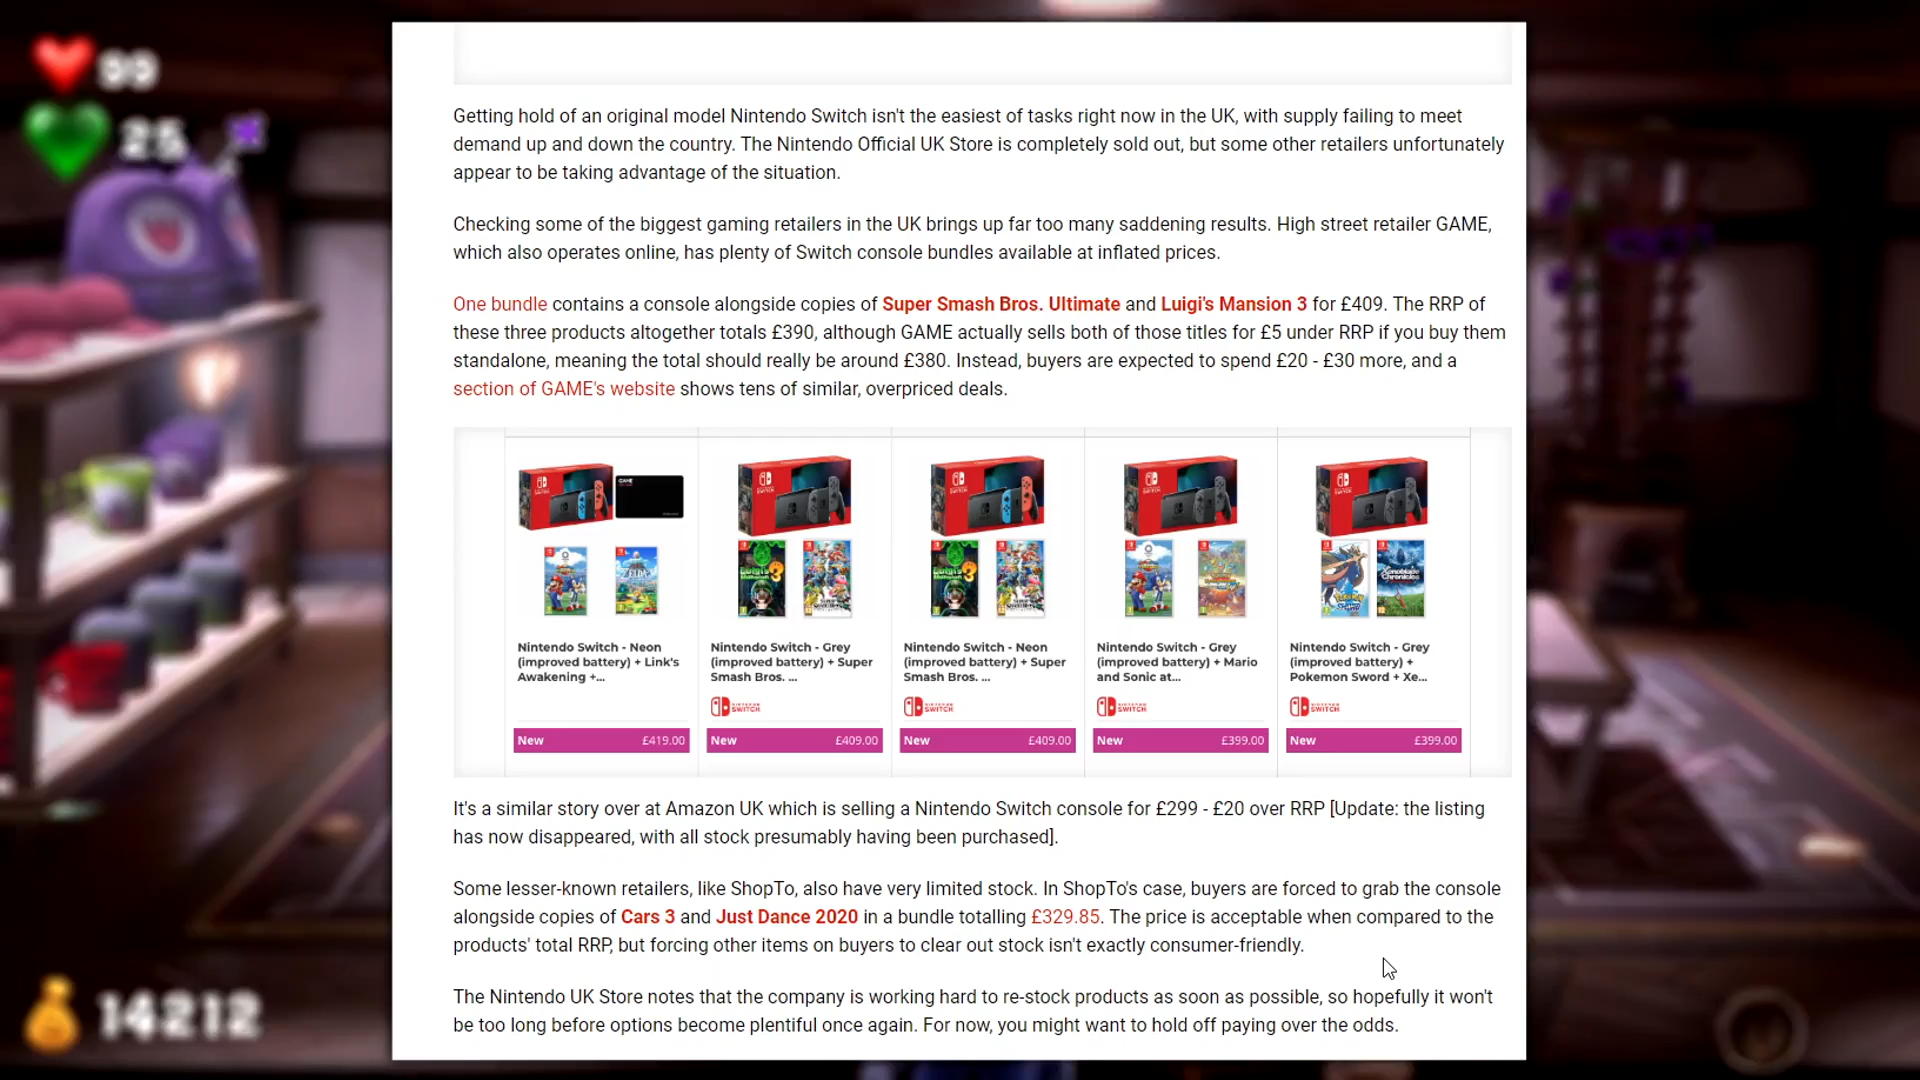 99
25
Getting hold of an original model Nintendo Switch isn't the easiest of tasks right now in the UK, with supply failing to meet
demand up and down the country. The Nintendo Official UK Store is completely sold out, but some other retailers unfortunately
appear to be taking advantage of the situation.
Checking some of the biggest gaming retailers in the UK brings up far too many saddening results. High street retailer GAME,
which also operates online, has plenty of Switch console bundles available at inflated prices.
One bundle contains a console alongside copies of Super Smash Bros. Ultimate and Luigi's Mansion 3 for £409. The RRP of
these three products altogether totals £390, although GAME actually sells both of those titles for £5 under RRP if you buy them
standalone, meaning the total should really be around £380. Instead, buyers are expected to spend £20 - £30 more, and a
section of GAME's website shows tens of similar, overpriced deals.
Nintendo Switch - Neon
(improved battery) + Link's
Awakening +...
New £419.00
Nintendo Switch - Grey
(improved battery) + Super
Smash Bros. ...
NINTENDO
SWITCH
New £409.00
Nintendo Switch - Neon
(improved battery) + Super
Smash Bros. ...
NINTENDO
SWITCH
New £409.00
Nintendo Switch - Grey
(improved battery) + Mario
and Sonic at...
NINTENDO
SWITCH
New £399.00
Nintendo Switch - Grey
(improved battery) +
Pokemon Sword + Xe...
NINTENDO
SWITCH
New £399.00
It's a similar story over at Amazon UK which is selling a Nintendo Switch console for £299 - £20 over RRP [Update: the listing
has now disappeared, with all stock presumably having been purchased].
Some lesser-known retailers, like ShopTo, also have very limited stock. In ShopTo's case, buyers are forced to grab the console
alongside copies of Cars 3 and Just Dance 2020 in a bundle totalling £329.85. The price is acceptable when compared to the
products' total RRP, but forcing other items on buyers to clear out stock isn't exactly consumer-friendly.
The Nintendo UK Store notes that the company is working hard to re-stock products as soon as possible, so hopefully it won't
be too long before options become plentiful once again. For now, you might want to hold off paying over the odds.
14212